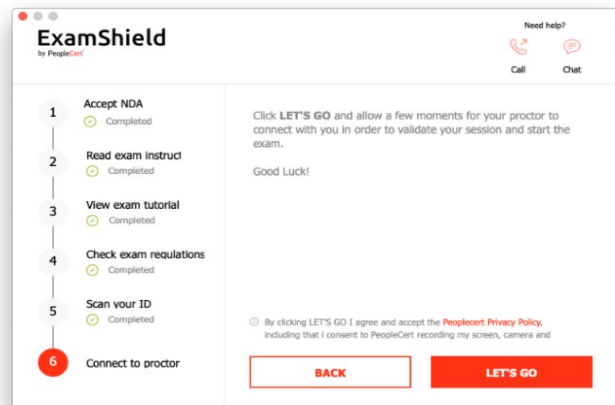 ExamShield
by PeopleCert
Need help?
Call
Chat
1
Accept NDA
Completed
2
Read exam instruct
Completed
3
View exam tutorial
Completed
4
Check exam regulations
Completed
5
Scan your ID
Completed
6
Connect to proctor
Click LET'S GO and allow a few moments for your proctor to
connect with you in order to validate your session and start the
exam.
Good Luck!
By clicking LET'S GO I agree and accept the Peoplecert Privacy Policy,
including that i consent to PeopleCert recording my screen, camera and
BACK
LET'S GO